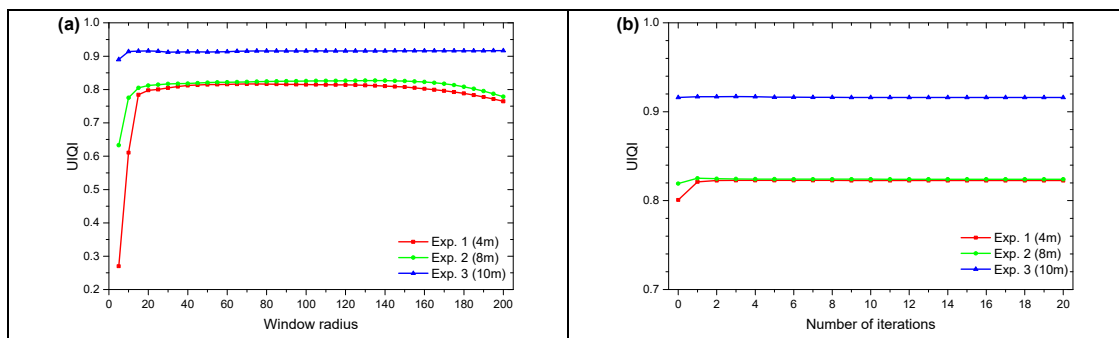 (a)
1.0
0.9
0.8
0.7
0.6
0.5
0.4
0.3
0.2
UIQI
Exp. 1 (4m)
Exp. 2 (8m)
Exp. 3 (10m)
0 20 40 60 80 100 120 140 160 180 200
Window radius
(b)
1.0
0.9
0.8
0.7
UIQI
Exp. 1 (4m)
Exp. 2 (8m)
Exp. 3 (10m)
0 2 4 6 8 10 12 14 16 18 20
Number of iterations